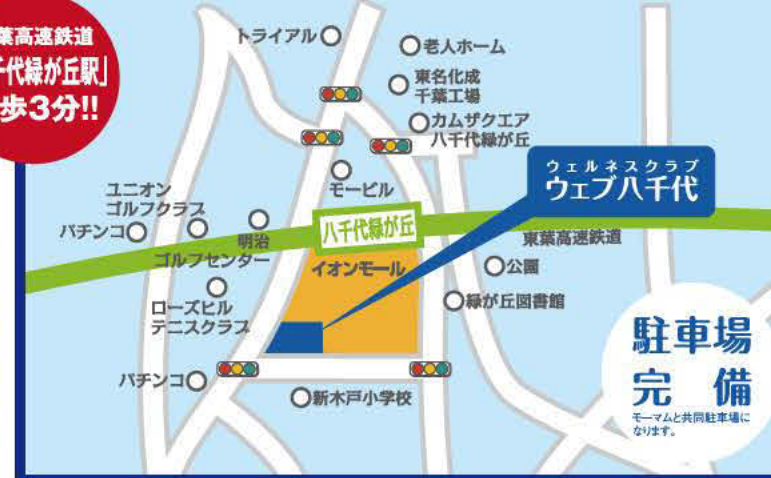 葉高速鉄道
千代緑が丘駅」
歩3分!!
トライアル
老人ホーム
東名化成
千葉工場
カムザクエア
八千代緑が丘
モービル
ウェルネスクラブ
ウェブ八千代
ユニオン
ゴルフクラブ
パチンコ
明治
ゴルフセンター
八千代緑が丘
東葉高速鉄道
イオンモール
公園
緑が丘図書館
ローズヒル
テニスクラブ
パチンコ
新木戸小学校
駐車場
完備
モーマムと共同駐車場に
なります。